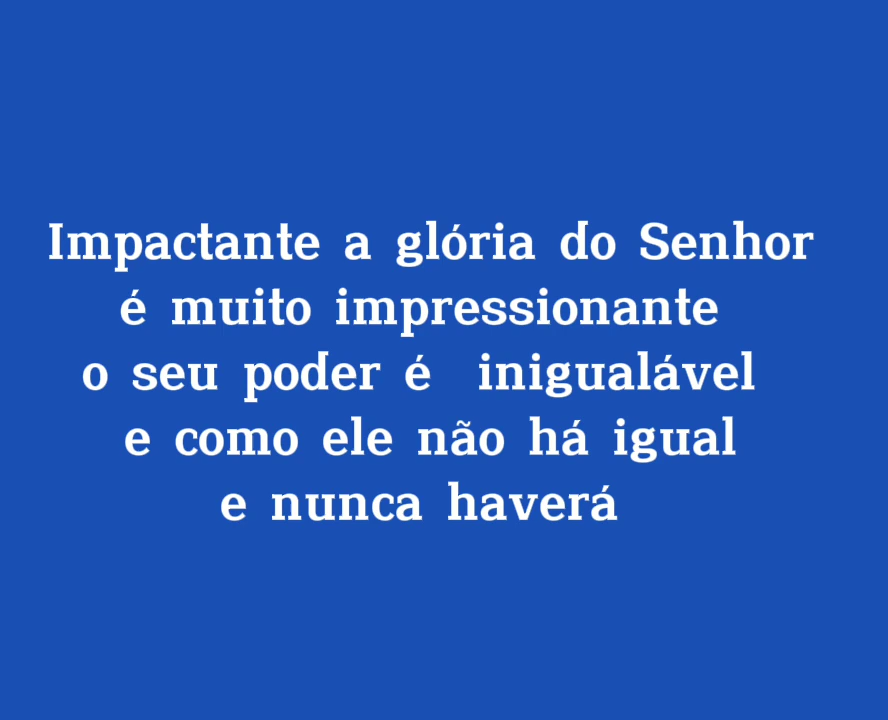 Impactante a glória do Senhor
é muito impressionante
o seu poder é inigualável
e como ele não há igual
e nunca haverá